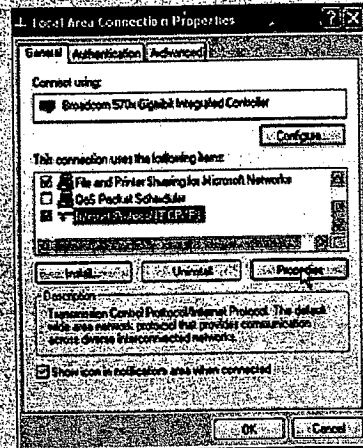 Local Area Connection Properties
General Authentication Advanced
Connect using:
Broadcom 570x Gigabit Integrated Controller
Configure...
This connection uses the following items:
File and Printer Sharing for Microsoft Networks
QoS Packet Scheduler
Internet Protocol (TCP/IP)
Install... Uninstall Properties
Description
Transmission Control Protocol/Internet Protocol. The default
wide area network protocol that provides communication
across diverse interconnected networks.
Show icon in notification area when connected
OK Cancel